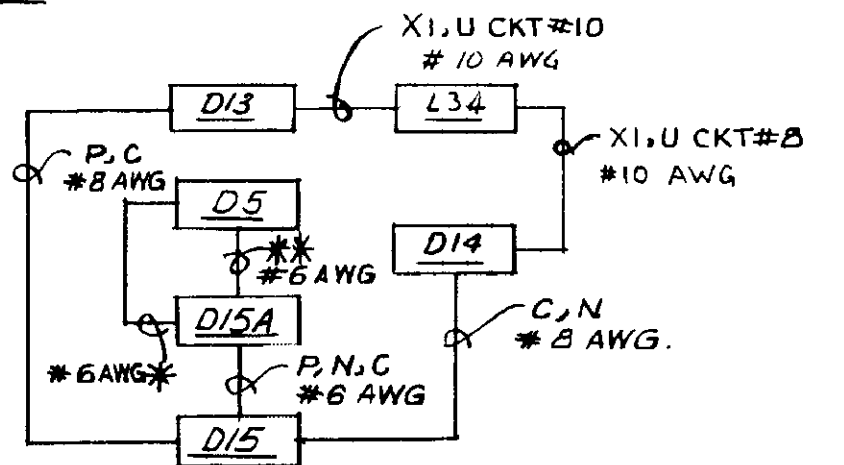 X1,U CKT#10
# 10 AWG
D13
L34
X1,U CKT#8
#10 AWG
P,C
#8 AWG
D5
D14
**
#6 AWG
D15A
C,N
# 8 AWG.
#6AWG*
P,N,C
#6 AWG
D15